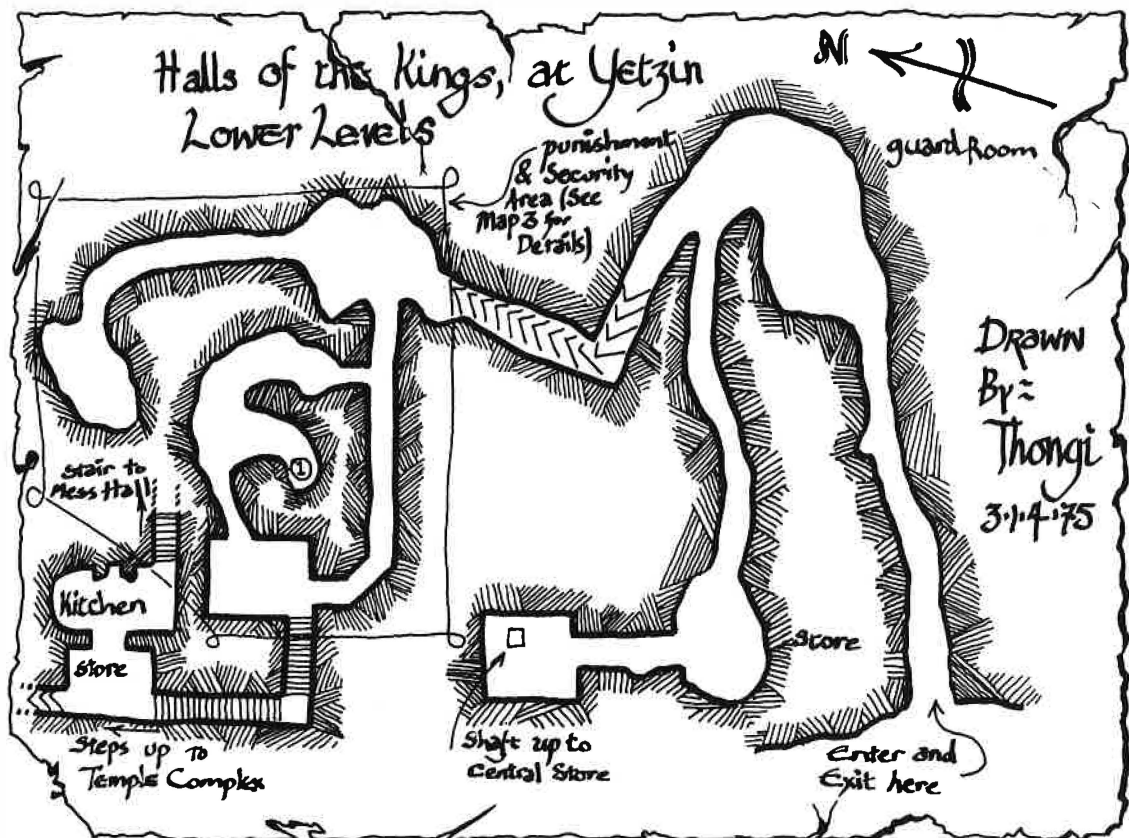 Halls of the Kings, at Yetzin
Lower Levels
N
guard Room
punishment
& Security
Area (See
Map 3 for
Details)
Drawn
By =
Thongi
3·1·4·75
Stair to
Mess Hall
1
Kitchen
Store
Store
Steps up To
Temple Complex
Shaft up to
Central Store
Enter and
Exit here